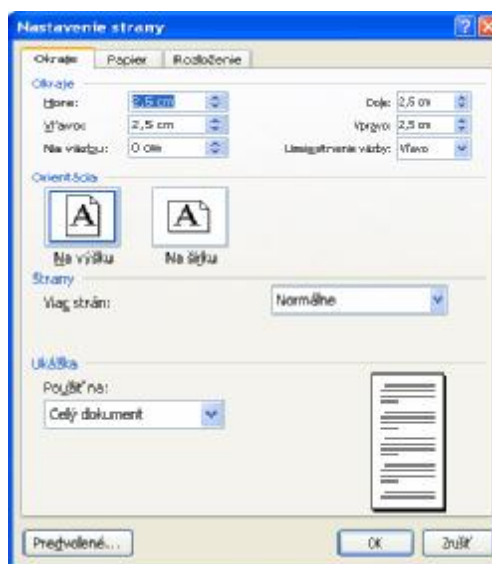 Nastavenie strany
Okraje Papier Rozloženie
Okraje
Hore: 2,5 cm Dole: 2,5 cm
Vľavo: 2,5 cm Vpravo: 2,5 cm
Na väzbu: 0 cm Umiestnenie väzby: Vľavo
Orientácia
A A
Na výšku Na šírku
Strany
Viac strán: Normálne
Ukážka
Použiť na:
Celý dokument
Predvolené... OK Zrušiť